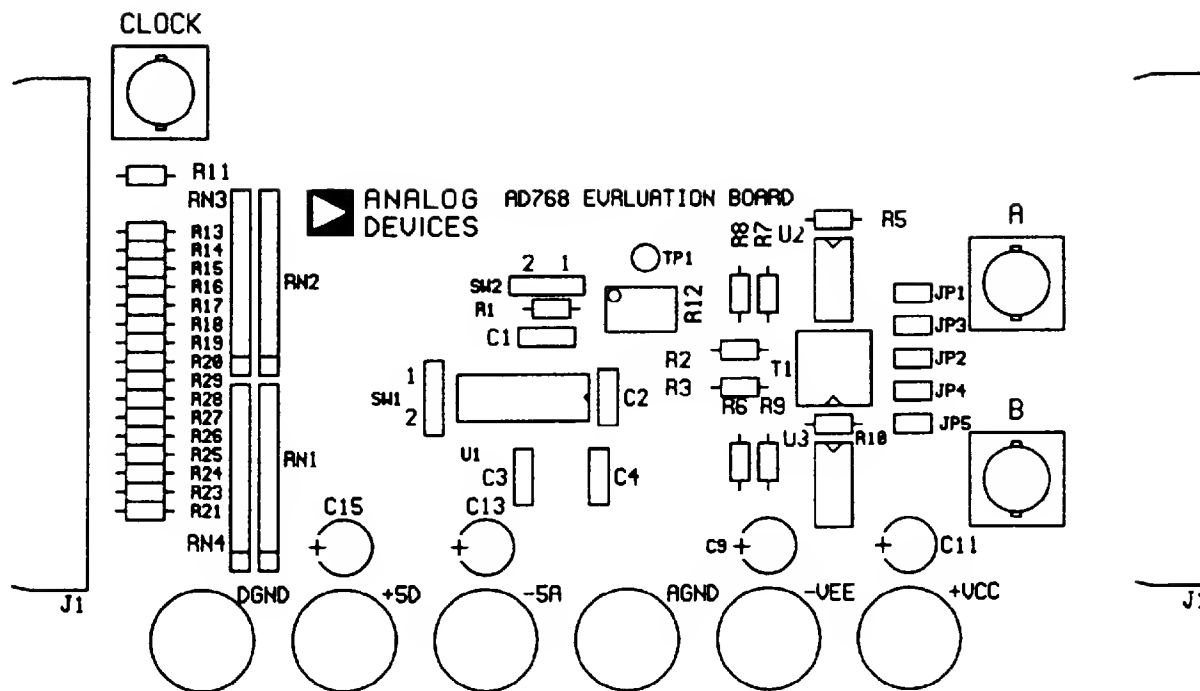 CLOCK
R11
RN3
ANALOG
DEVICES
AD768 EVALUATION BOARD
R13
R14
R15
R16
R17
R18
R19
R20
R29
R28
R27
R26
R25
R24
R23
R21
RN2
RN1
RN4
2 1
SW2
R1
C1
TP1
R12
1
SW1
2
U1
C2
C3
C4
R8
R7
U2
R5
R2
R3
T1
R6
R9
U3
R10
A
JP1
JP3
JP2
JP4
JP5
B
C15
+
C13
+
C9
+
C11
+
J1
DGND
+5D
-5A
AGND
-VEE
+VCC
J1